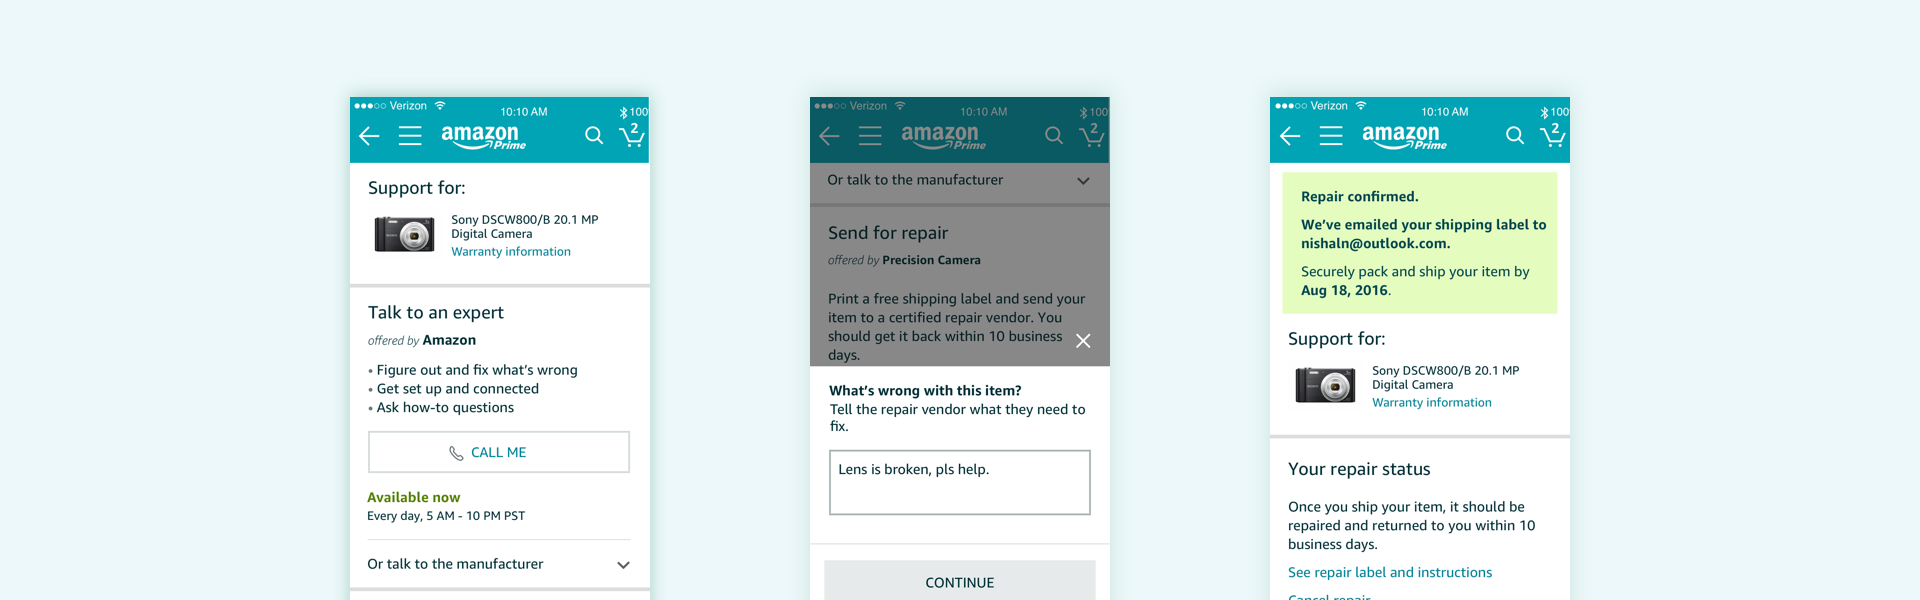 Verizon
10:10 AM
100
amazon
Prime
2
Support for:
Sony DSCW800/B 20.1 MP
Digital Camera
Warranty information
Talk to an expert
offered by Amazon
• Figure out and fix what's wrong
• Get set up and connected
• Ask how-to questions
CALL ME
Available now
Every day, 5 AM - 10 PM PST
Or talk to the manufacturer
Verizon
10:10 AM
100
amazon
Prime
2
Or talk to the manufacturer
Send for repair
offered by Precision Camera
Print a free shipping label and send your
item to a certified repair vendor. You
should get it back within 10 business
days.
What's wrong with this item?
Tell the repair vendor what they need to
fix.
Lens is broken, pls help.
CONTINUE
Verizon
10:10 AM
100
amazon
Prime
2
Repair confirmed.
We've emailed your shipping label to
nishaln@outlook.com.
Securely pack and ship your item by
Aug 18, 2016.
Support for:
Sony DSCW800/B 20.1 MP
Digital Camera
Warranty information
Your repair status
Once you ship your item, it should be
repaired and returned to you within 10
business days.
See repair label and instructions
Cancel repair